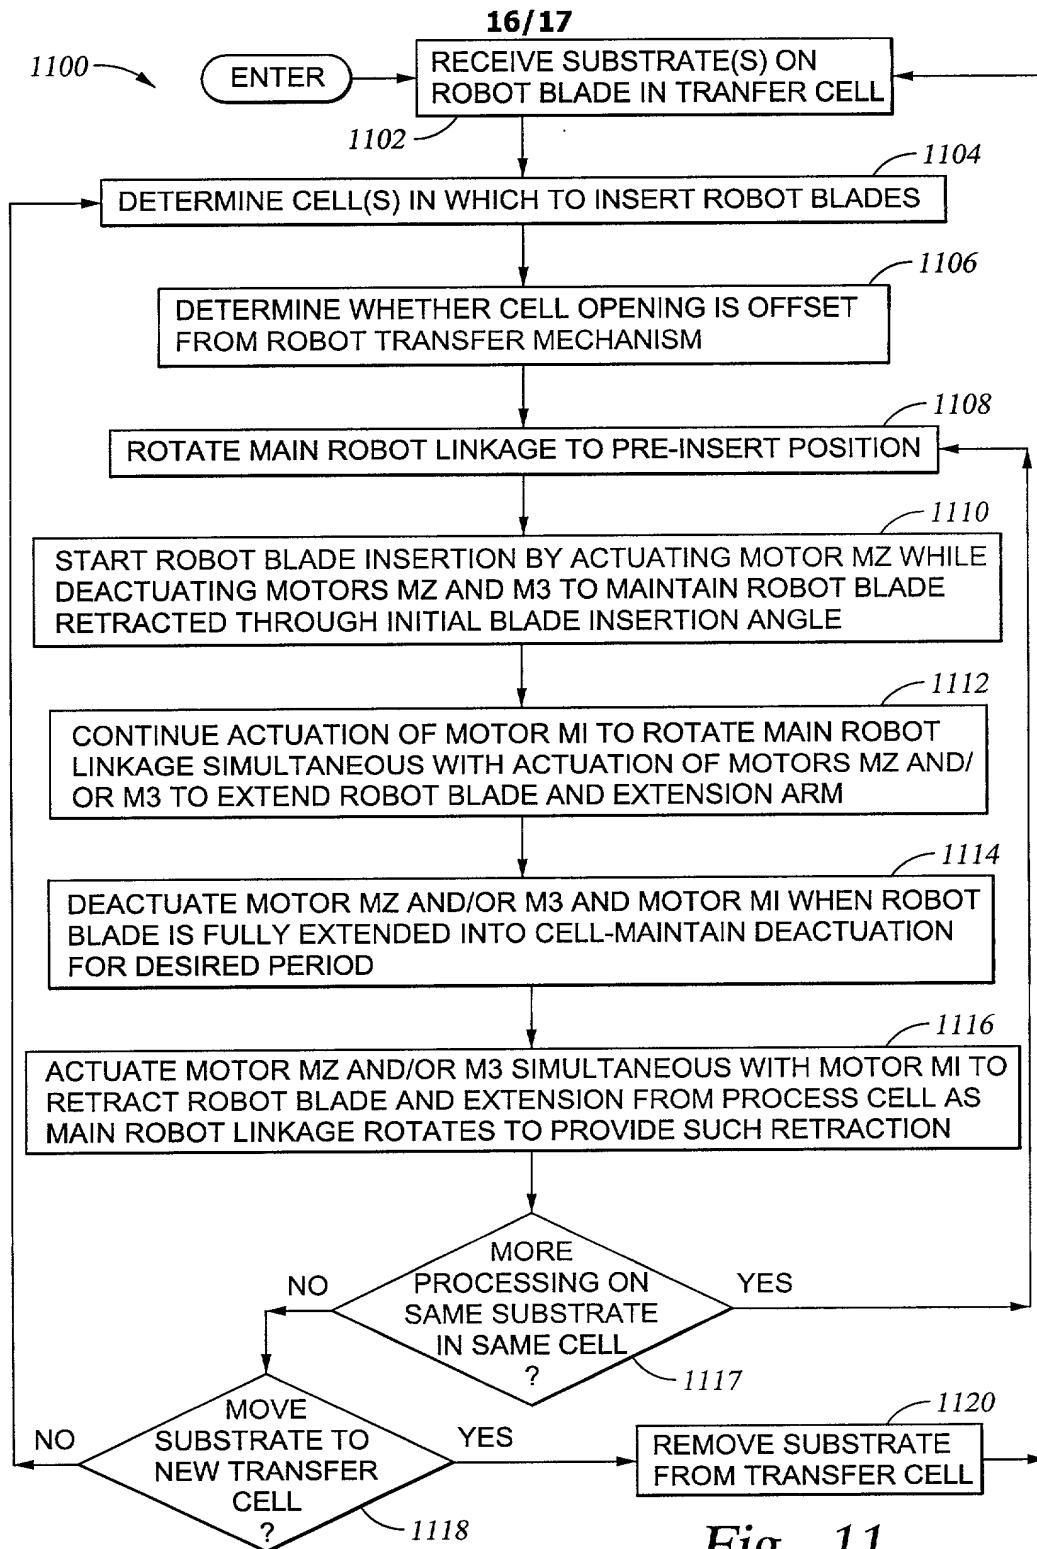 16/17
1100
ENTER
RECEIVE SUBSTRATE(S) ON
ROBOT BLADE IN TRANFER CELL
1102
1104
DETERMINE CELL(S) IN WHICH TO INSERT ROBOT BLADES
1106
DETERMINE WHETHER CELL OPENING IS OFFSET
FROM ROBOT TRANSFER MECHANISM
1108
ROTATE MAIN ROBOT LINKAGE TO PRE-INSERT POSITION
1110
START ROBOT BLADE INSERTION BY ACTUATING MOTOR MZ WHILE
DEACTUATING MOTORS MZ AND M3 TO MAINTAIN ROBOT BLADE
RETRACTED THROUGH INITIAL BLADE INSERTION ANGLE
1112
CONTINUE ACTUATION OF MOTOR MI TO ROTATE MAIN ROBOT
LINKAGE SIMULTANEOUS WITH ACTUATION OF MOTORS MZ AND/
OR M3 TO EXTEND ROBOT BLADE AND EXTENSION ARM
1114
DEACTUATE MOTOR MZ AND/OR M3 AND MOTOR MI WHEN ROBOT
BLADE IS FULLY EXTENDED INTO CELL-MAINTAIN DEACTUATION
FOR DESIRED PERIOD
1116
ACTUATE MOTOR MZ AND/OR M3 SIMULTANEOUS WITH MOTOR MI TO
RETRACT ROBOT BLADE AND EXTENSION FROM PROCESS CELL AS
MAIN ROBOT LINKAGE ROTATES TO PROVIDE SUCH RETRACTION
MORE
PROCESSING ON
SAME SUBSTRATE
IN SAME CELL
?
NO
YES
1117
MOVE
SUBSTRATE TO
NEW TRANSFER
CELL
?
NO
YES
1118
1120
REMOVE SUBSTRATE
FROM TRANSFER CELL
Fig. 11